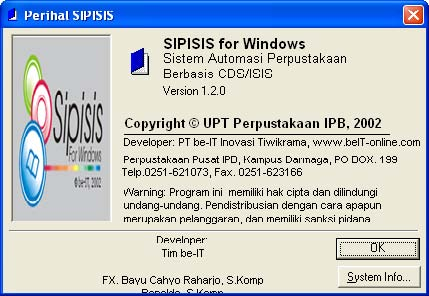 Perihal SIPISIS
SIPISIS for Windows
Sistem Automasi Perpustakaan
Berbasis CDS/ISIS
Version 1.2.0
Sipisis
For Windows
©be-IT, 2002
Copyright © UPT Perpustakaan IPB, 2002
Developer: PT be-IT Inovasi Tiwikrama, www.beIT-online.com
Perpustakaan Pusat IPB, Kampus Darmaga, PO BOX. 199
Telp.0251-621073, Fax. 0251-623166
Warning: Program ini memiliki hak cipta dan dilindungi
undang-undang. Pendistribusian dengan cara apapun
merupakan pelanggaran, dan memiliki sanksi pidana
Developer:
Tim be-IT
OK
System Info...
FX. Bayu Cahyo Raharjo, S.Komp
S.Komp